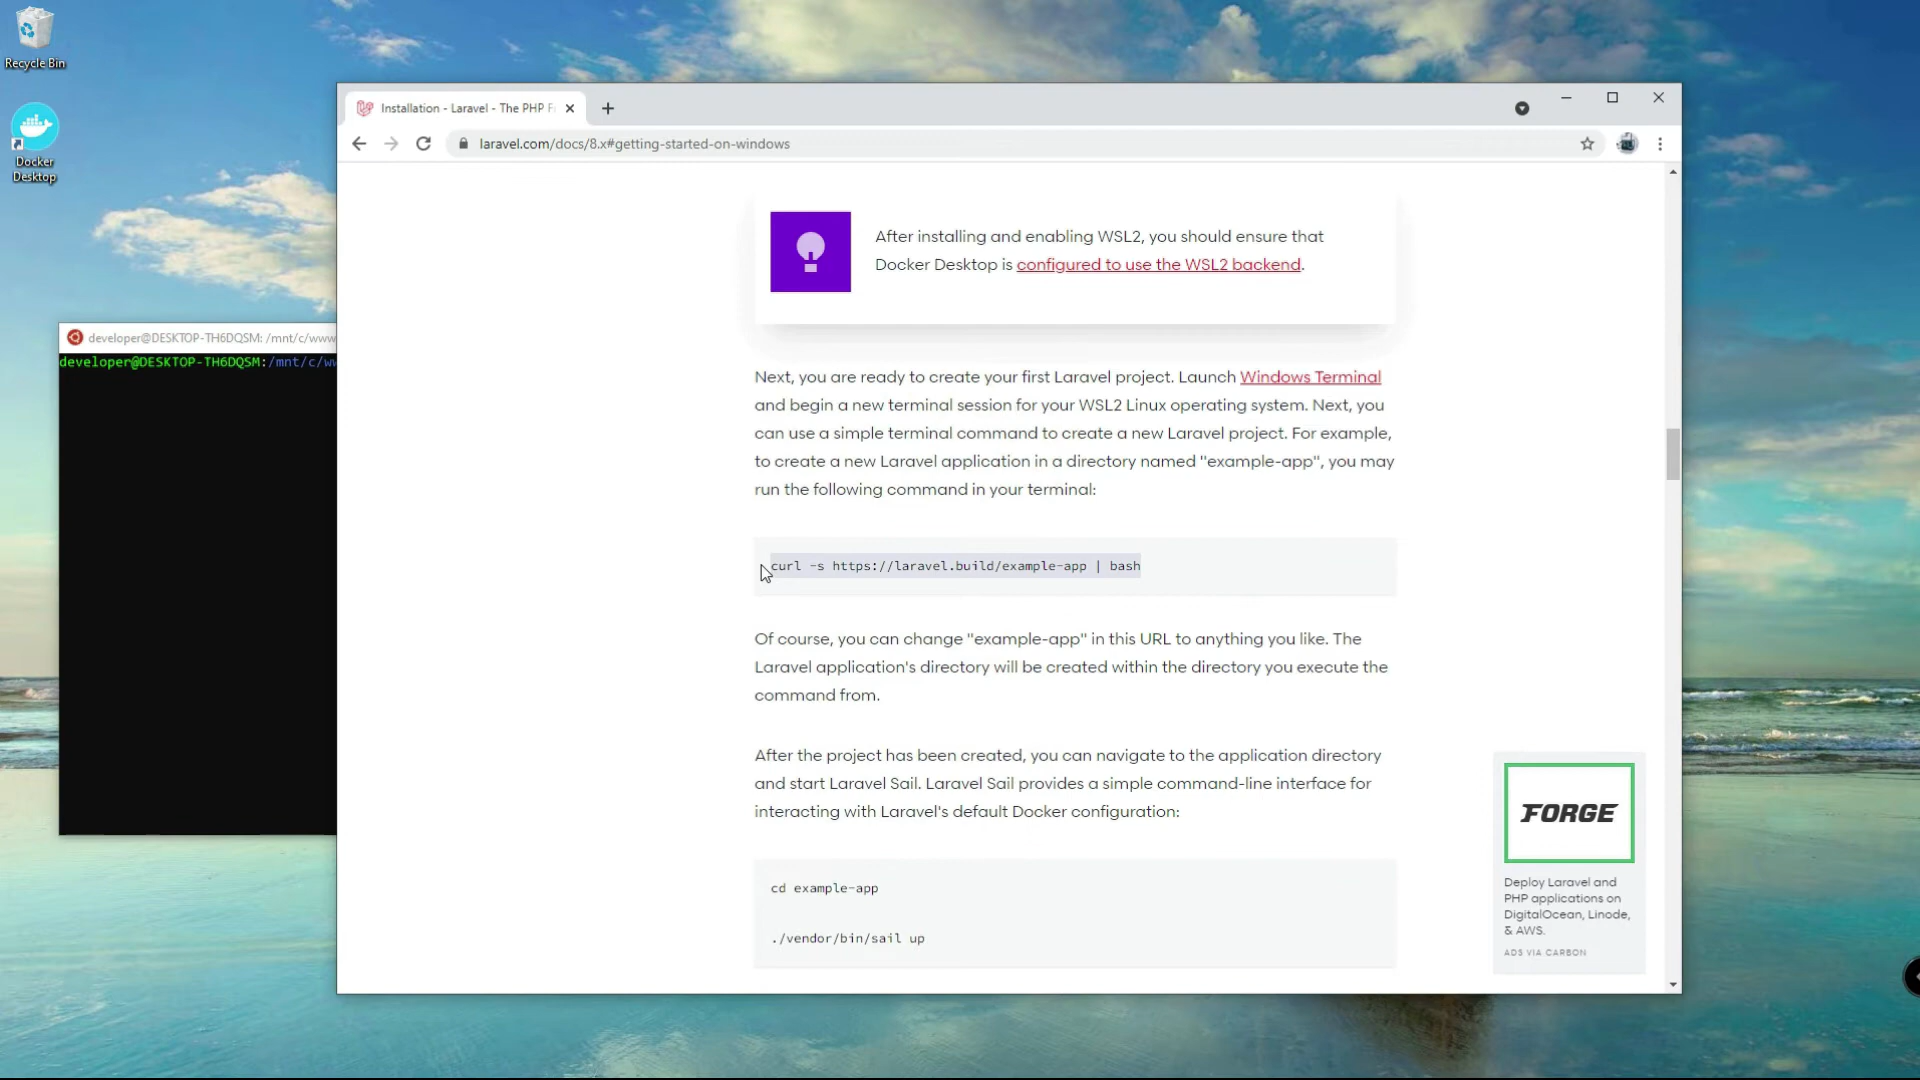 Recycle Bin
Docker
Desktop
Installation - Laravel - The PHP F
laravel.com/docs/8.x#getting-started-on-windows
After installing and enabling WSL2, you should ensure that
Docker Desktop is configured to use the WSL2 backend.
developer@DESKTOP-TH6DQSM: /mnt/c/www
developer@DESKTOP-TH6DQSM:/mnt/c/ww
Next, you are ready to create your first Laravel project. Launch Windows Terminal
and begin a new terminal session for your WSL2 Linux operating system. Next, you
can use a simple terminal command to create a new Laravel project. For example,
to create a new Laravel application in a directory named "example-app", you may
run the following command in your terminal:
curl -s https://laravel.build/example-app | bash
Of course, you can change "example-app" in this URL to anything you like. The
Laravel application's directory will be created within the directory you execute the
command from.
After the project has been created, you can navigate to the application directory
and start Laravel Sail. Laravel Sail provides a simple command-line interface for
interacting with Laravel's default Docker configuration:
cd example-app
./vendor/bin/sail up
FORGE
Deploy Laravel and
PHP applications on
DigitalOcean, Linode,
& AWS.
ADS VIA CARBON